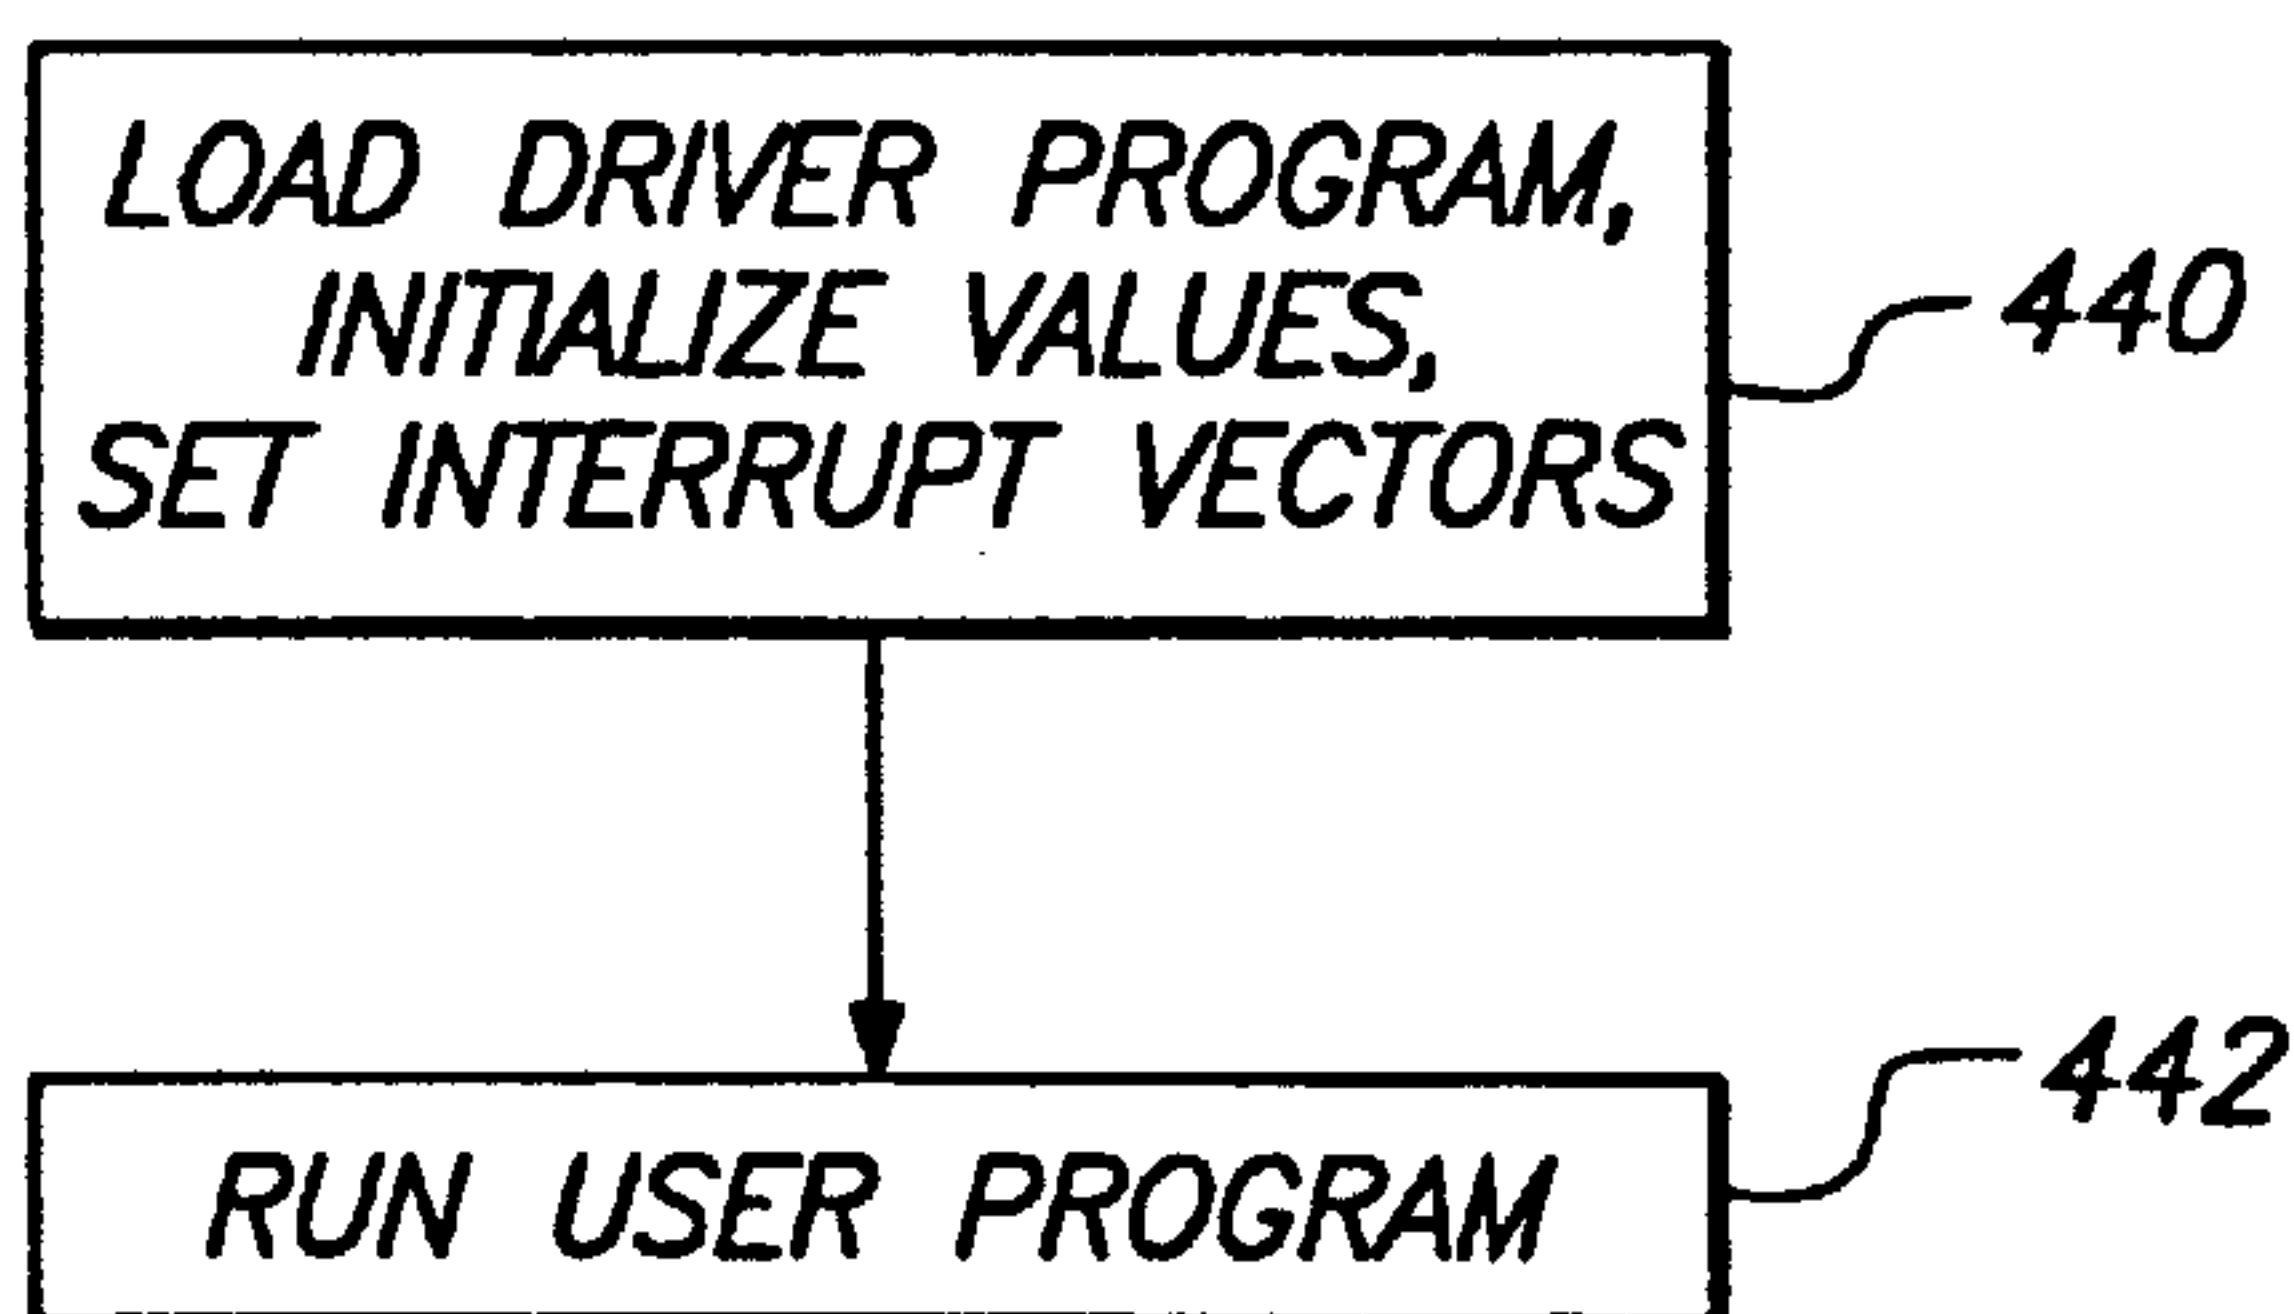 LOAD DRIVER PROGRAM,
INITIALIZE VALUES,
SET INTERRUPT VECTORS
440
442
RUN USER PROGRAM